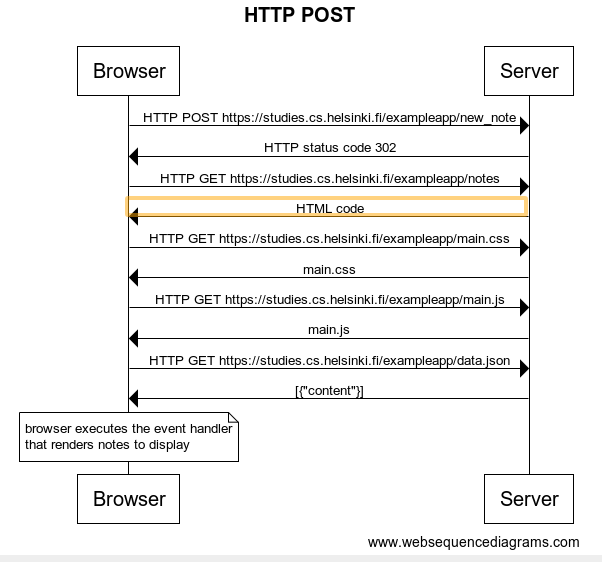 HTTP POST
Browser
Server
HTTP POST https://studies.cs.helsinki.fi/exampleapp/new_note
HTTP status code 302
HTTP GET https://studies.cs.helsinki.fi/exampleapp/notes
HTML code
HTTP GET https://studies.cs.helsinki.fi/exampleapp/main.css
main.css
HTTP GET https://studies.cs.helsinki.fi/exampleapp/main.js
main.js
HTTP GET https://studies.cs.helsinki.fi/exampleapp/data.json
[{"content"}]
browser executes the event handler
that renders notes to display
Browser
Server
www.websequencediagrams.com